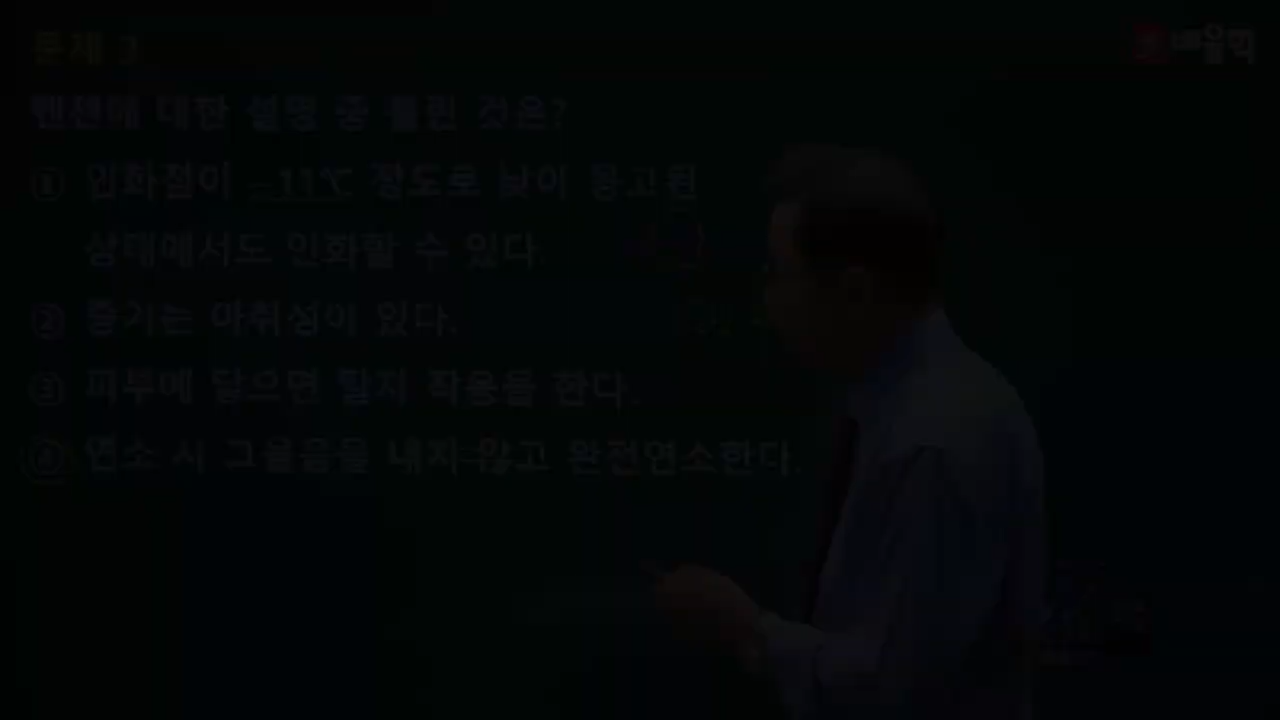 문제 3
배울학
벤젠에 대한 설명 중 틀린 것은?
① 인화점이 -11℃ 정도로 낮아 응고된
상태에서도 인화할 수 있다.
② 증기는 마취성이 있다.
③ 피부에 닿으면 탈지 작용을 한다.
④ 연소 시 그을음을 내지 않고 완전연소한다.